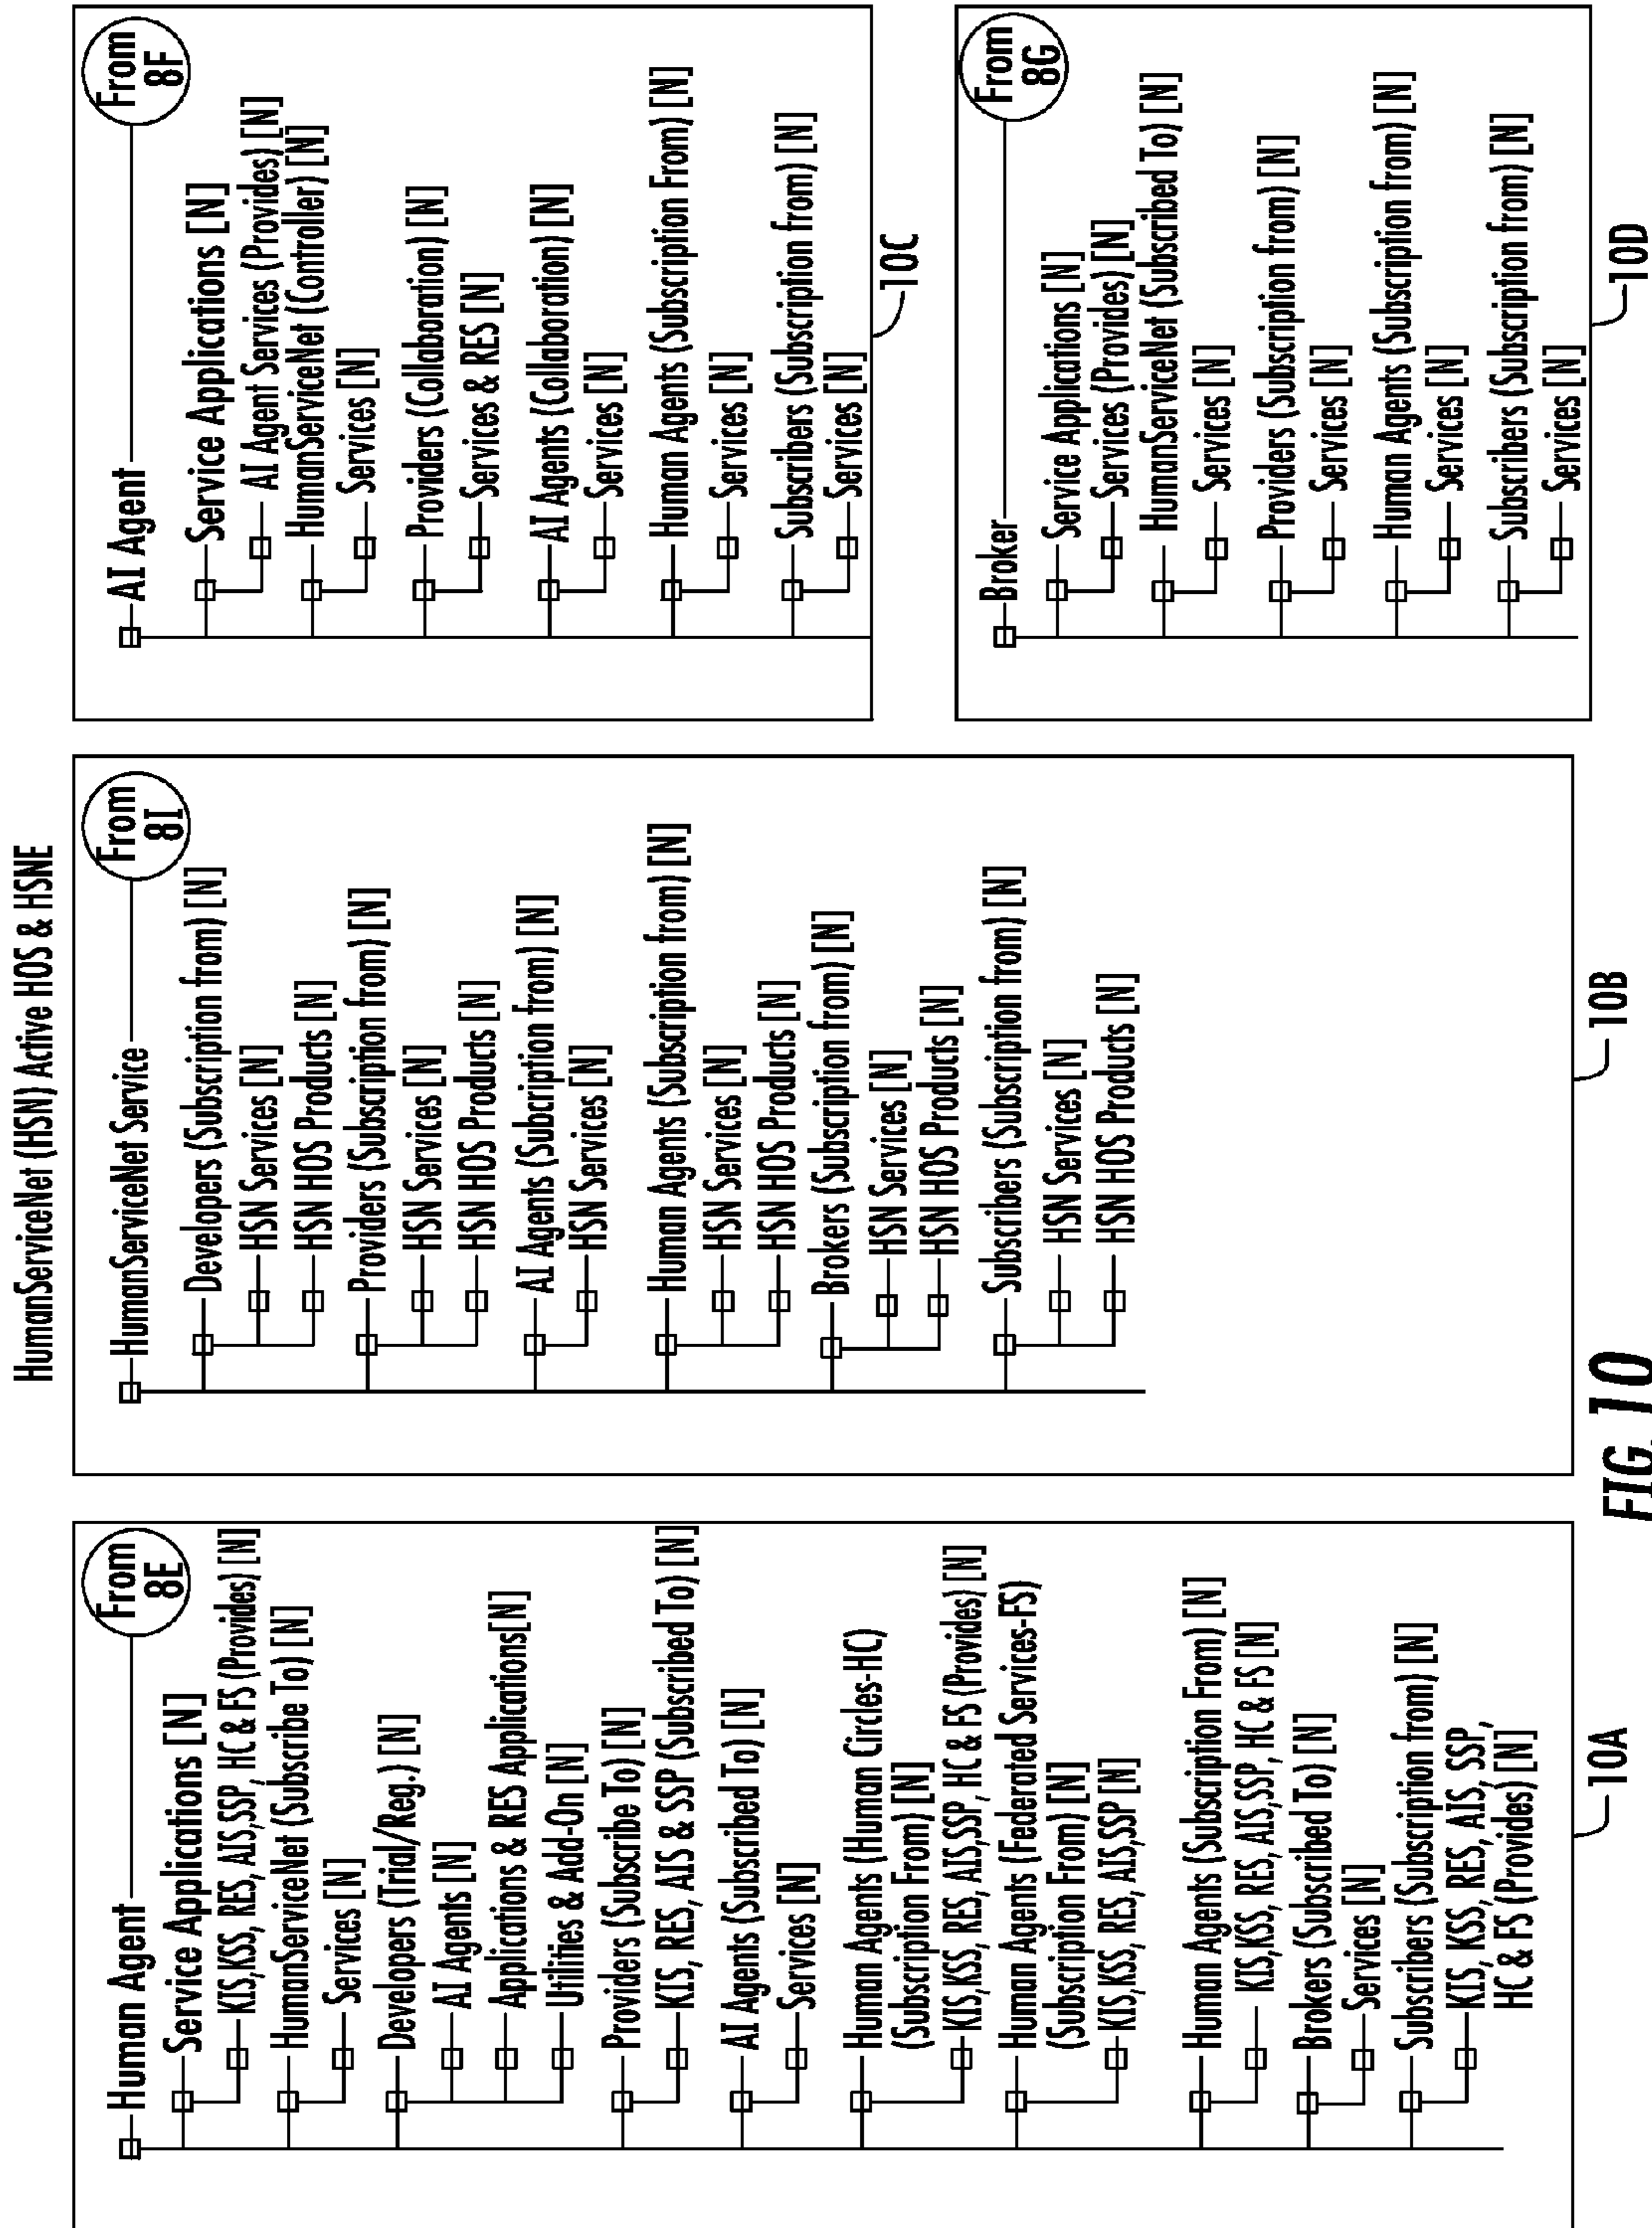 HumanServiceNet (HSN) Active HOS & HSNE
Human Agent
From
8E
Service Applications [N]
KIS,KSS, RES, AIS,SSP, HC & FS (Provides) [N]
HumanServiceNet (Subscribe To) [N]
Services [N]
Developers (Trial/Reg.) [N]
AI Agents [N]
Applications & RES Applications[N]
Utilities & Add-On [N]
Providers (Subscribe To) [N]
KIS, RES, AIS & SSP (Subscribed To) [N]
AI Agents (Subscribed To) [N]
Services [N]
Human Agents (Human Circles-HC)
(Subscription From) [N]
KIS,KSS, RES, AIS,SSP, HC & FS (Provides) [N]
Human Agents (Federated Services-FS)
(Subscription From) [N]
KIS,KSS, RES, AIS,SSP [N]
Human Agents (Subscription From) [N]
KIS,KSS, RES, AIS,SSP, HC & FS [N]
Brokers (Subscribed To) [N]
Services [N]
Subscribers (Subscription from) [N]
KIS, KSS, RES, AIS, SSP,
HC & FS (Provides) [N]
10A
HumanServiceNet Service
From
8I
Developers (Subscription from) [N]
HSN Services [N]
HSN HOS Products [N]
Providers (Subscription from) [N]
HSN Services [N]
HSN HOS Products [N]
AI Agents (Subcription from) [N]
HSN Services [N]
Human Agents (Subscription from) [N]
HSN Services [N]
HSN HOS Products [N]
Brokers (Subscription from) [N]
HSN Services [N]
HSN HOS Products [N]
Subscribers (Subscription from) [N]
HSN Services [N]
HSN HOS Products [N]
10B
AI Agent
From
8F
Service Applications [N]
AI Agent Services (Provides) [N]
HumanServiceNet (Controller) [N]
Services [N]
Providers (Collaboration) [N]
Services & RES [N]
AI Agents (Collaboration) [N]
Services [N]
Human Agents (Subscription From) [N]
Services [N]
Subscribers (Subscription from) [N]
Services [N]
10C
Broker
From
8G
Service Applications [N]
Services (Provides) [N]
HumanServiceNet (Subscribed To) [N]
Services [N]
Providers (Subscription from) [N]
Services [N]
Human Agents (Subscription from) [N]
Services [N]
Subscribers (Subscription from) [N]
Services [N]
10D
FIG. 10